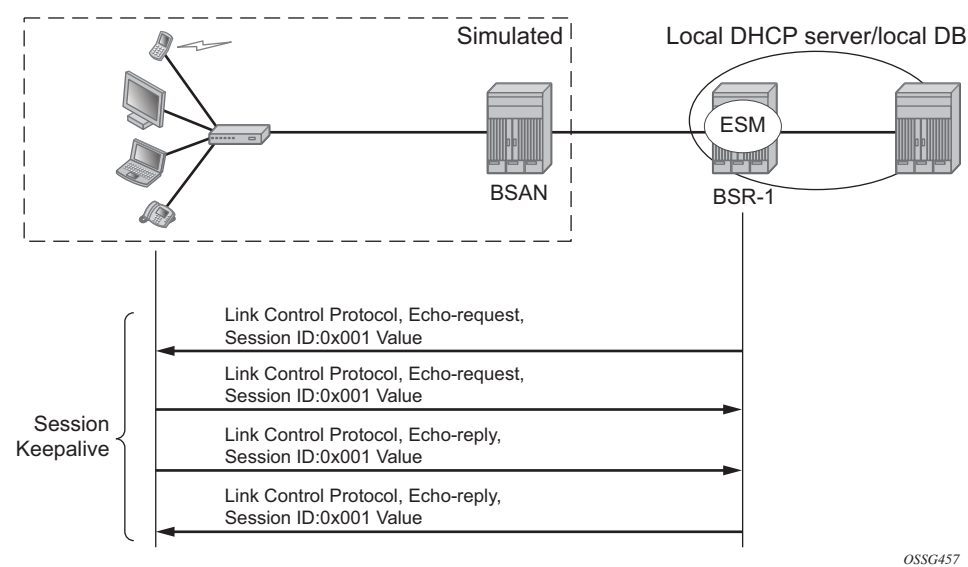 Simulated
Local DHCP server/local DB
ESM
BSAN
BSR-1
Link Control Protocol, Echo-request,
Session ID:0x001 Value
Link Control Protocol, Echo-request,
Session ID:0x001 Value
Session
Keepalive
Link Control Protocol, Echo-reply,
Session ID:0x001 Value
Link Control Protocol, Echo-reply,
Session ID:0x001 Value
OSSG457